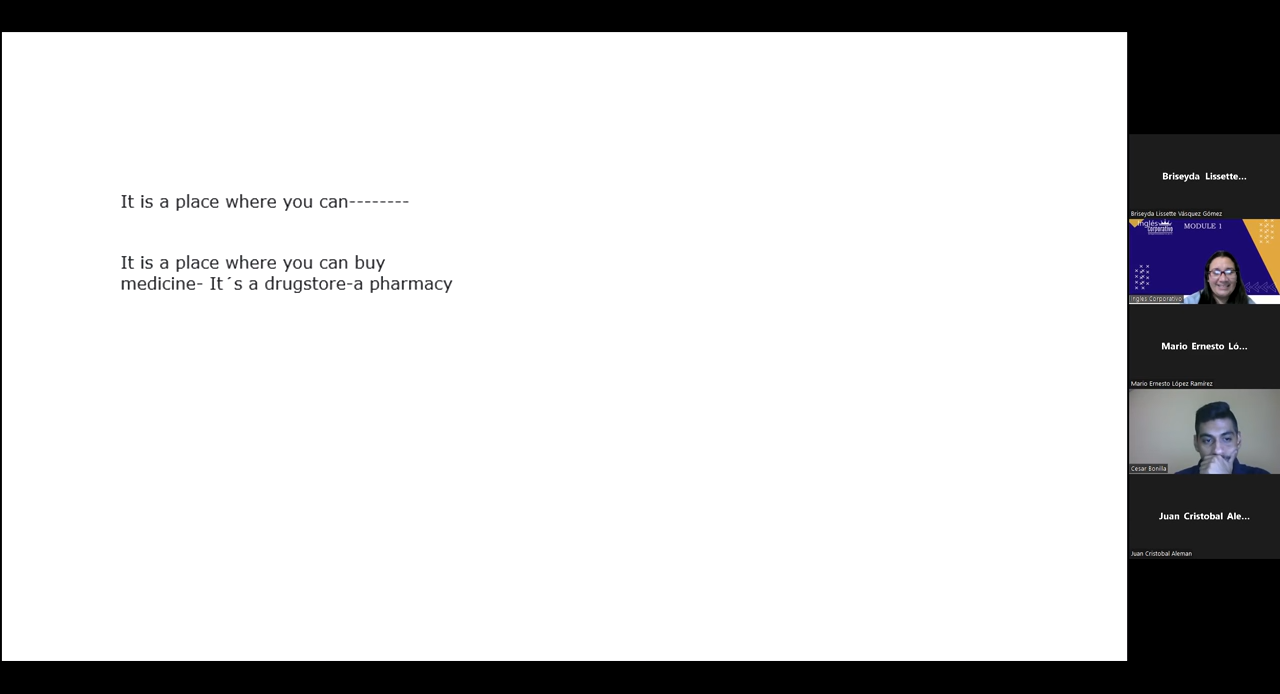 It is a place where you can--------
It is a place where you can buy
medicine- It´s a drugstore-a pharmacy
Briseyda Lissette...
Briseyda Lissette Vásquez Gómez
Inglés
Corporativo
MODULE 1
Ingles Corporativo
Mario Ernesto Ló...
Mario Ernesto López Ramírez
Cesar Bonilla
Juan Cristobal Ale...
Juan Cristobal Aleman